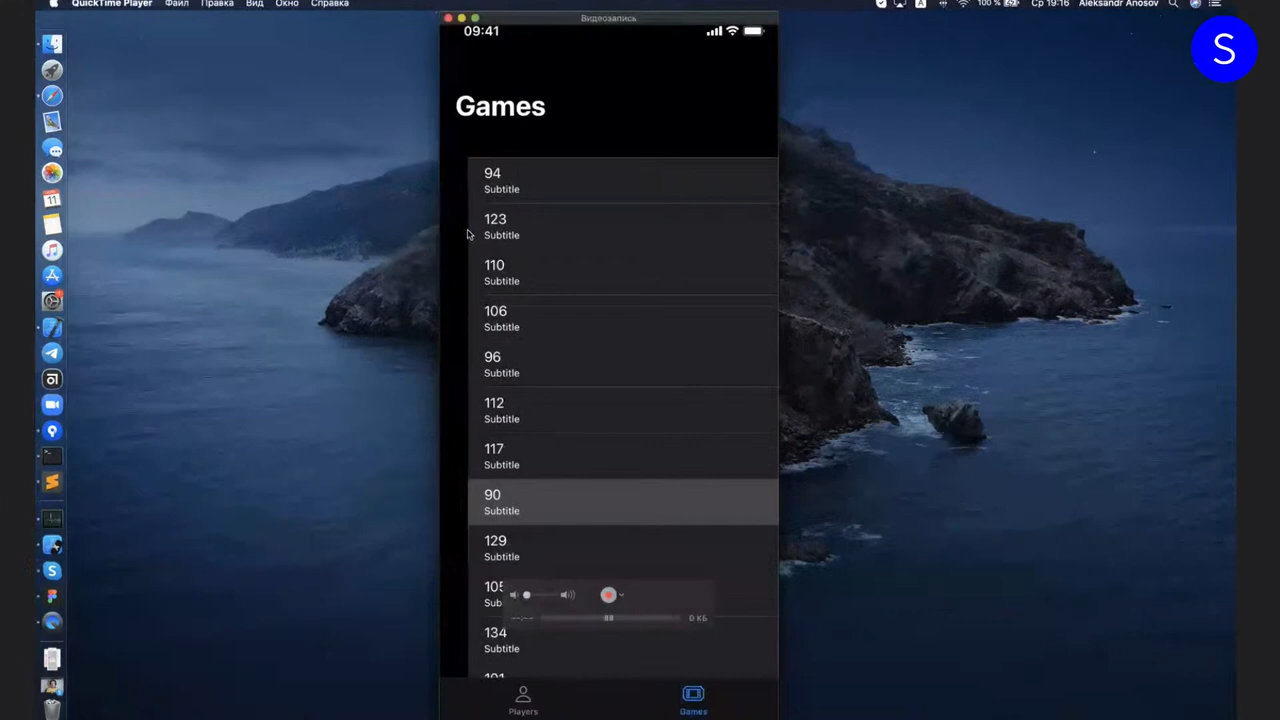 QuickTime Player Файл Правка Вид Окно Справка
100 % Ср 19:16 Aleksandr Anosov
Видеозапись
09:41
S
Games
94
Subtitle
123
Subtitle
110
Subtitle
106
Subtitle
96
Subtitle
112
Subtitle
117
Subtitle
90
Subtitle
129
Subtitle
105
Sub
--:--
0 КБ
134
Subtitle
Players
Games